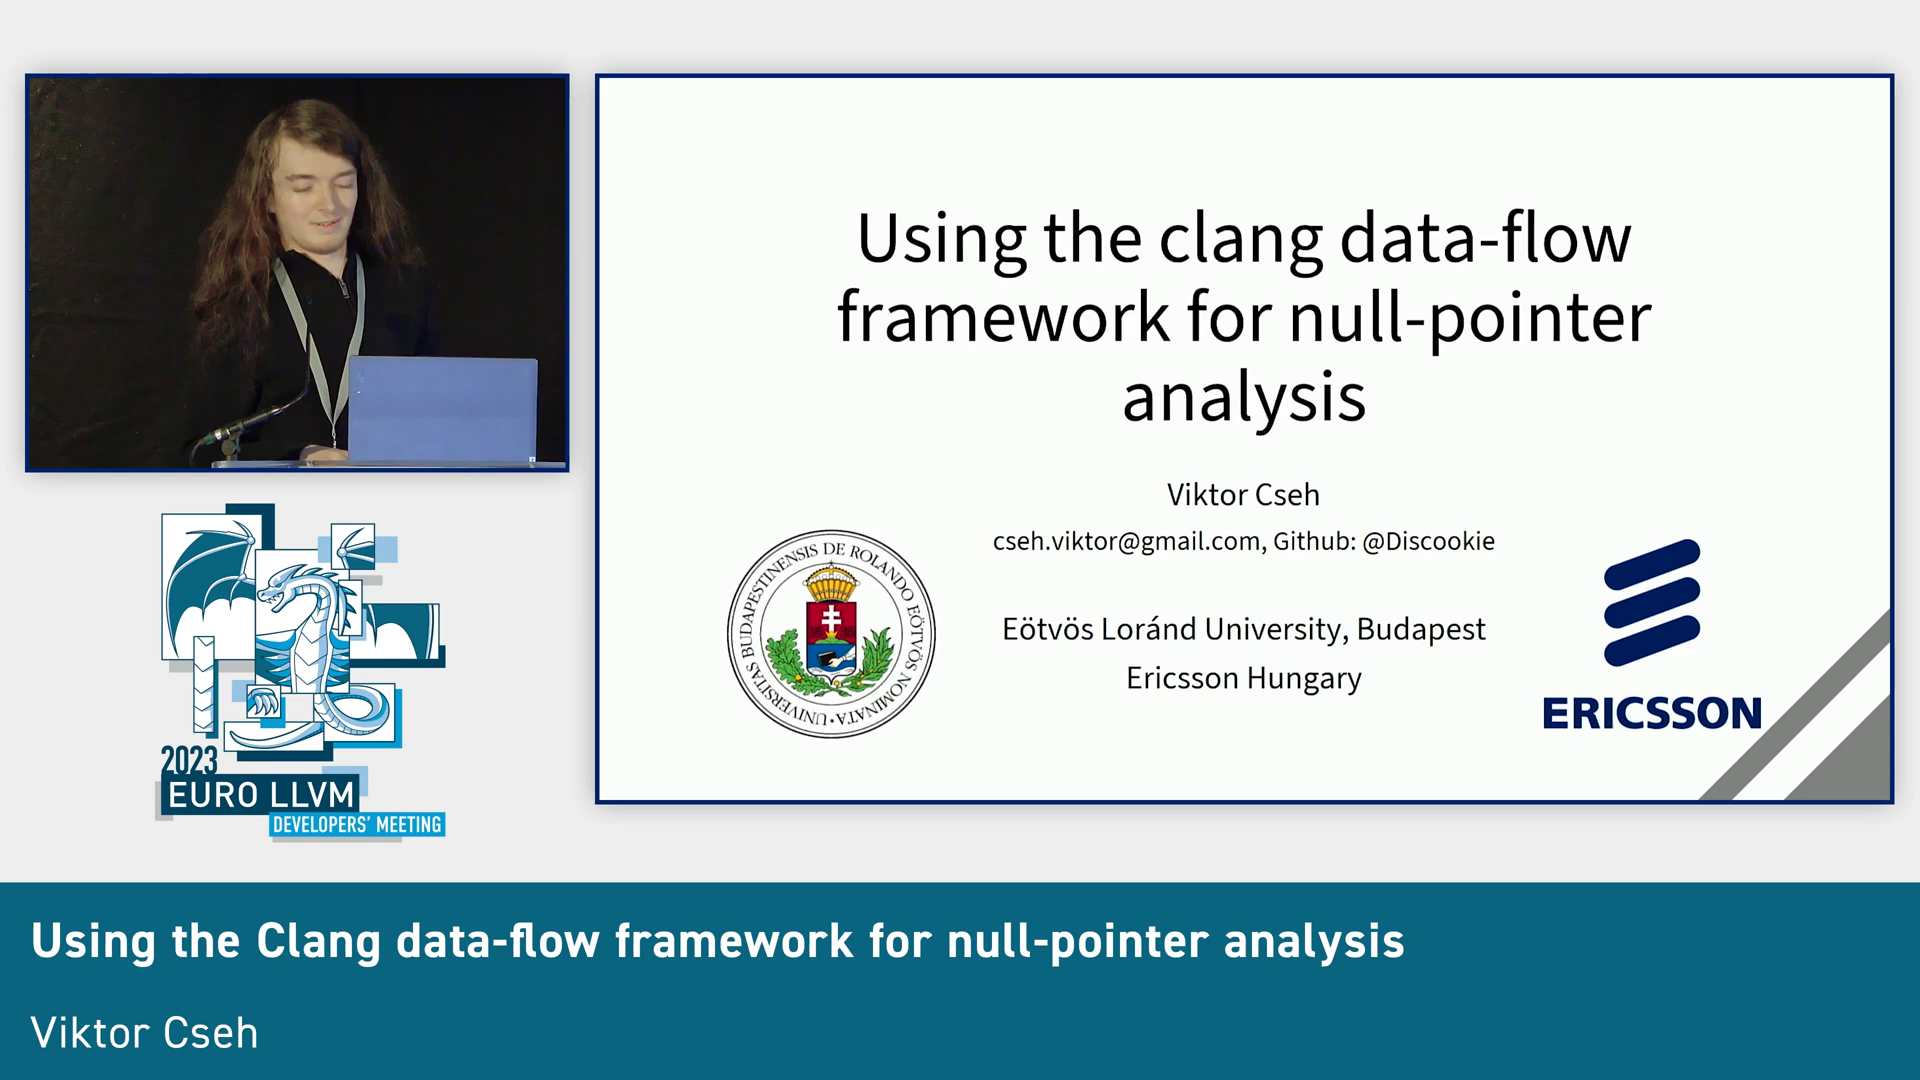 Using the clang data-flow
framework for null-pointer
analysis
Viktor Cseh
cseh.viktor@gmail.com, Github: @Discookie
Eötvös Loránd University, Budapest
Ericsson Hungary
UNIVERSITAS BUDAPESTINENSIS DE ROLANDO EÖTVÖS NOMINATA
ERICSSON
2023
EURO LLVM
DEVELOPERS' MEETING
Using the Clang data-flow framework for null-pointer analysis
Viktor Cseh